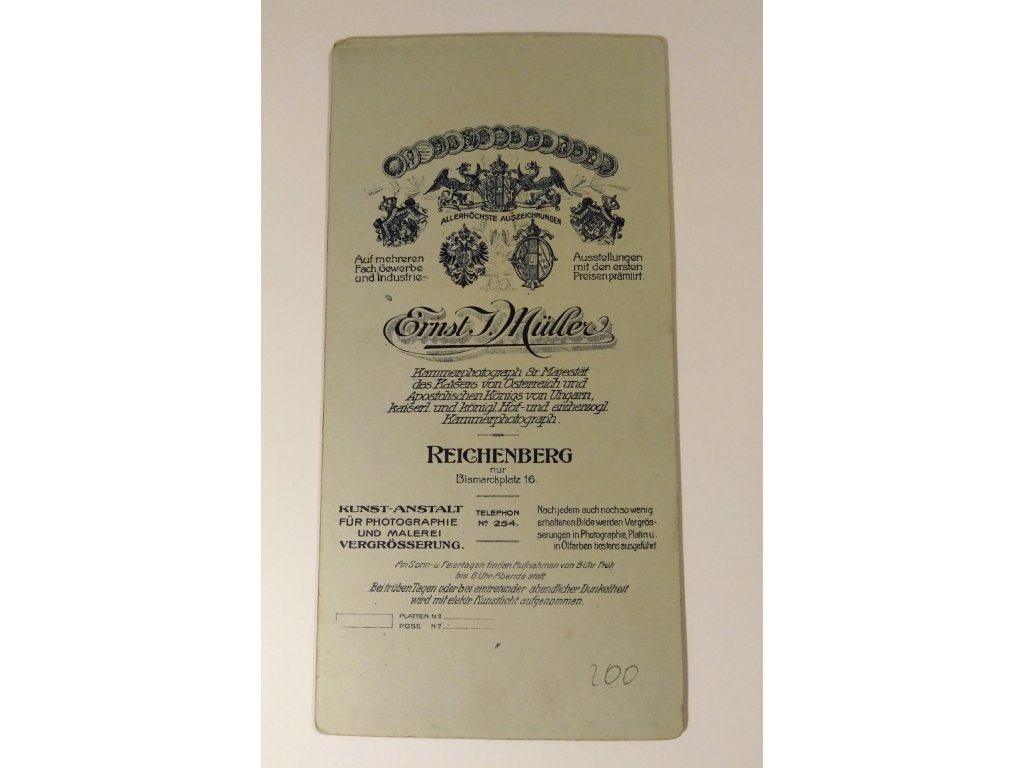 ALLERHÖCHSTE AUSZEICHNUNGEN
Auf mehreren
Fach, Gewerbe
und Industrie-
Ausstellungen
mit den ersten
Preisen prämiirt.
Ernst J. Müller
Kammerphotograph Sr. Majestät
des Kaisers von Österreich und
Apostolischen Königs von Ungarn,
kaiserl. und königl. Hof- und erzherzogl.
Kammerphotograph.
REICHENBERG
nur
Bismarckplatz 16.
KUNST-ANSTALT
FÜR PHOTOGRAPHIE
UND MALEREI
VERGRÖSSERUNG.
TELEPHON
No 254.
Nach jedem auch noch so wenig
erhaltenen Bilde werden Vergrös-
serungen in Photographie, Platin u.
in Ölfarben bestens ausgeführt
An Sonn- u. Feiertagen finden Aufnahmen von 8 Uhr Früh
bis 6 Uhr Abends statt.
Bei trüben Tagen oder bei eintretender abendlicher Dunkelheit
wird mit elektr. Kunstlicht aufgenommen.
PLATTEN No
POSE No
200